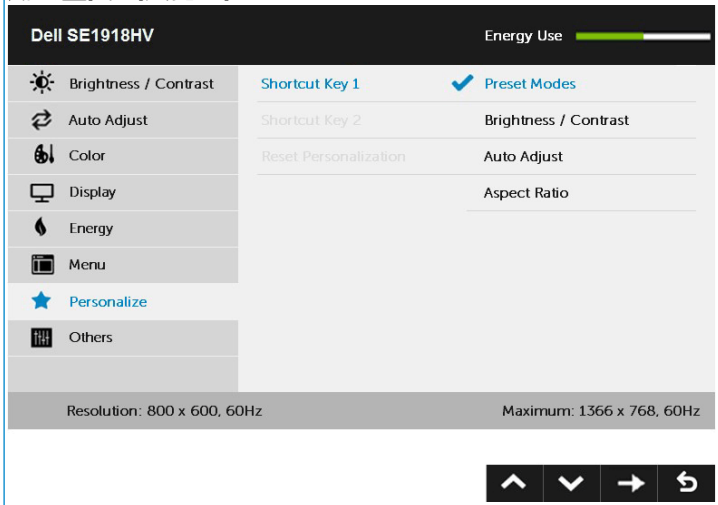 Dell SE1918HV Energy Use
Brightness / Contrast Shortcut Key 1 Preset Modes
Auto Adjust Shortcut Key 2 Brightness / Contrast
Color Reset Personalization Auto Adjust
Display Aspect Ratio
Energy
Menu
Personalize
Others
Resolution: 800 x 600, 60Hz Maximum: 1366 x 768, 60Hz